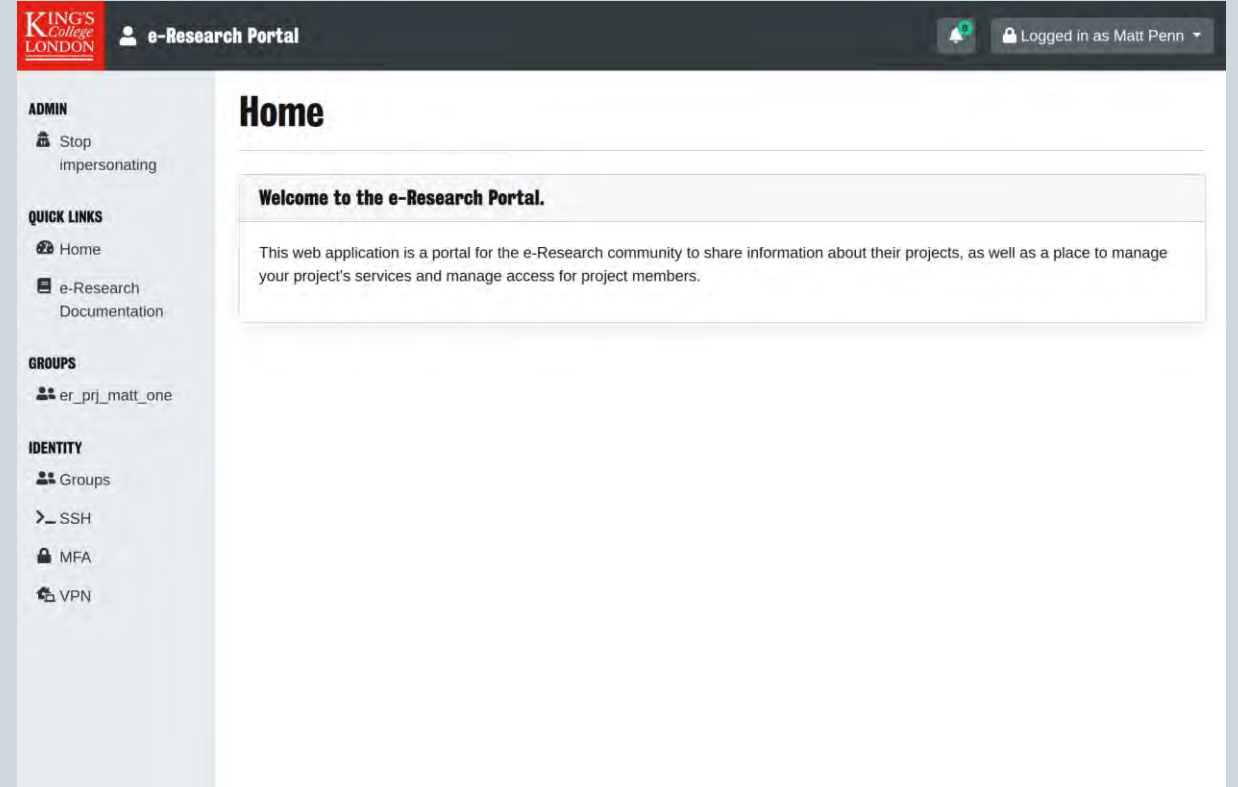 KING'S
College
LONDON
e-Research Portal
Logged in as Matt Penn
ADMIN
Stop
impersonating
QUICK LINKS
Home
e-Research
Documentation
GROUPS
er_prj_matt_one
IDENTITY
Groups
SSH
MFA
VPN
Home
Welcome to the e-Research Portal.
This web application is a portal for the e-Research community to share information about their projects, as well as a place to manage
your project's services and manage access for project members.